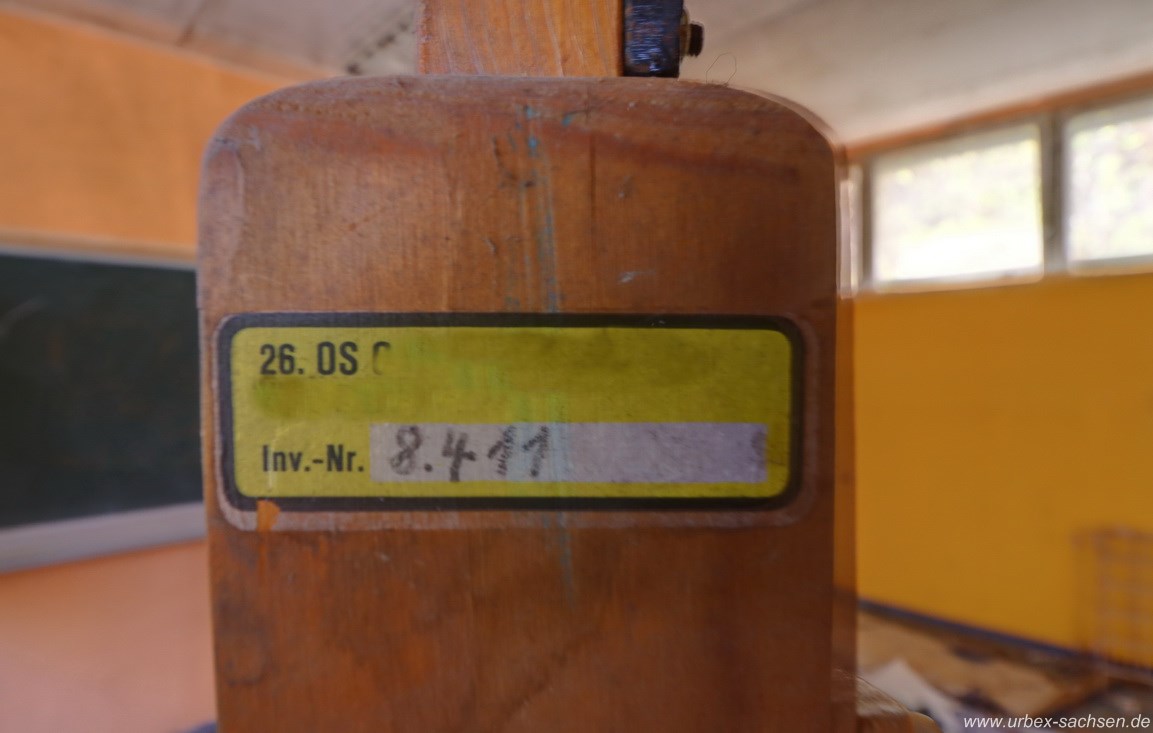 26. OS
Inv.-Nr. 8.411
www.urbex-sachsen.de